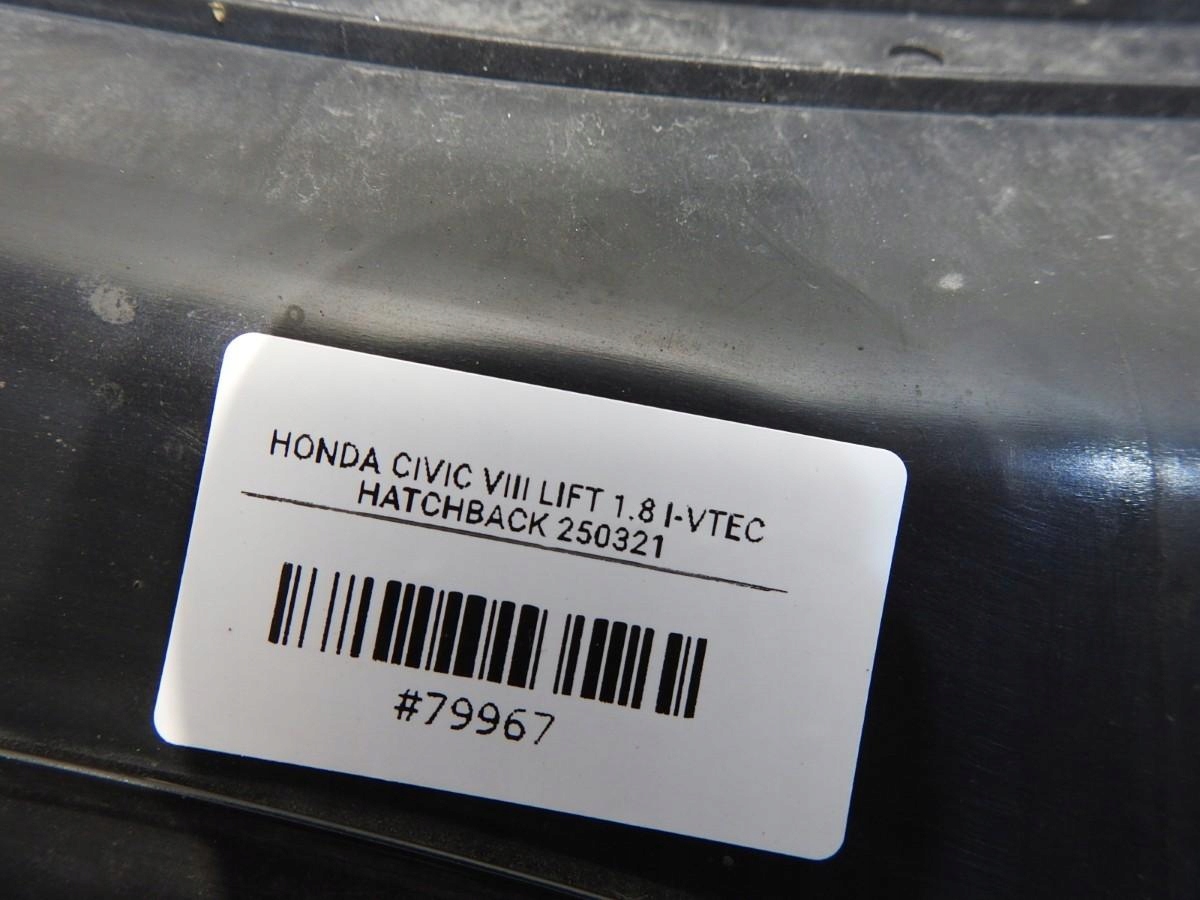 HONDA CIVIC VIII LIFT 1.8 I-VTEC
HATCHBACK 250321
#79967